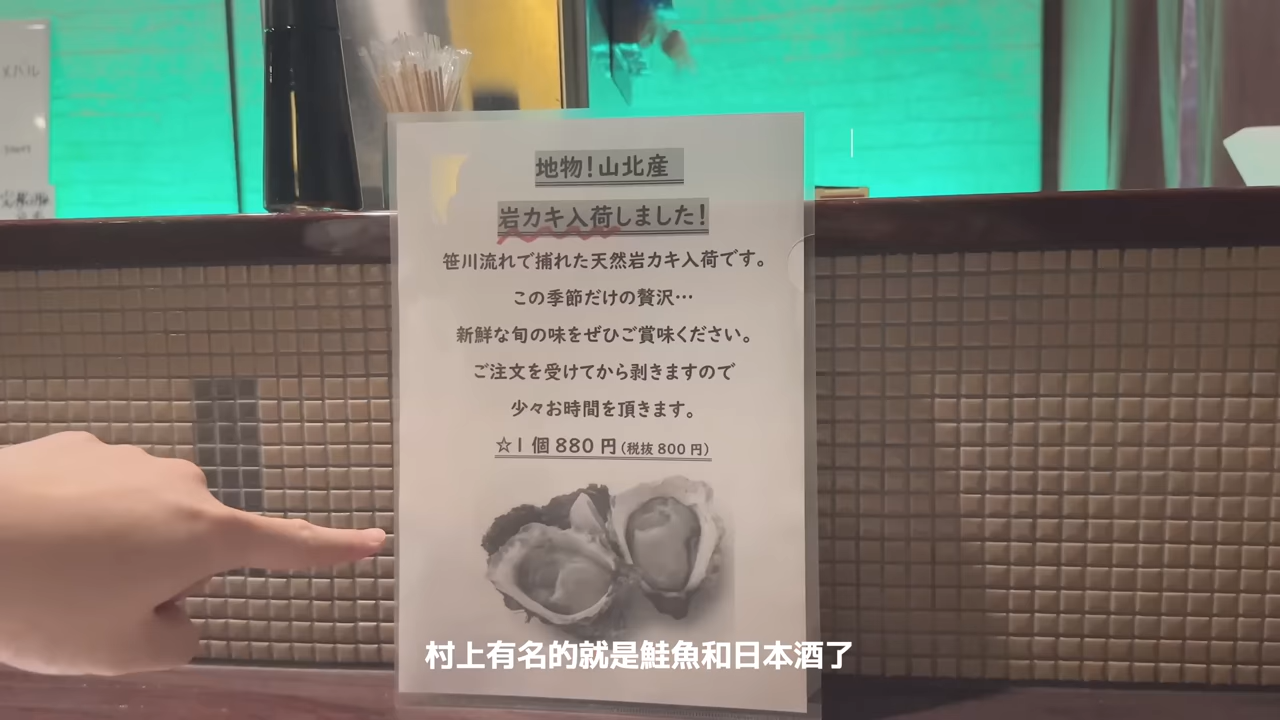 地物！山北産
岩カキ入荷しました！
笹川流れで捕れた天然岩カキ入荷です。
この季節だけの贅沢…
新鮮な旬の味をぜひご賞味ください。
ご注文を受けてから剥きますので
少々お時間を頂きます。
☆1個880円（税抜800円）
村上有名的就是鮭魚和日本酒了